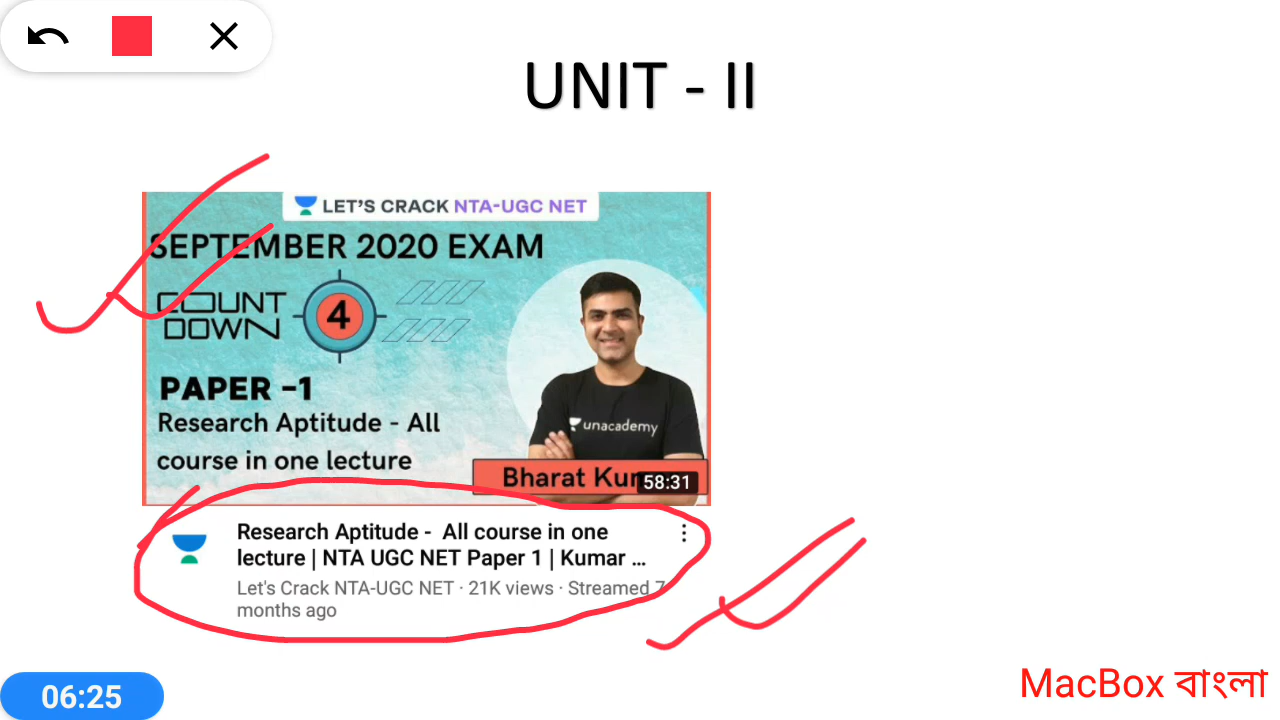 UNIT - II
LET'S CRACK NTA-UGC NET
SEPTEMBER 2020 EXAM
COUNT
DOWN
4
PAPER -1
Research Aptitude - All
course in one lecture
unacademy
Bharat
58:31
Research Aptitude - All course in one
lecture | NTA UGC NET Paper 1 | Kumar ...
Let's Crack NTA-UGC NET · 21K views · Streamed 7
months ago
06:25
MacBox বাংলা